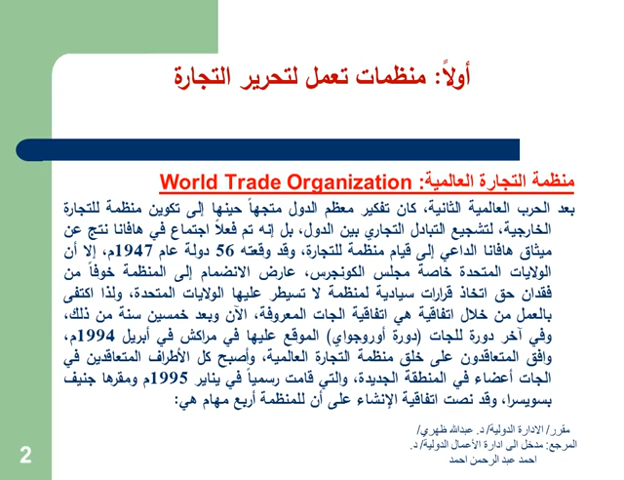 أولاً: منظمات تعمل لتحرير التجارة
منظمة التجارة العالمية: World Trade Organization
بعد الحرب العالمية الثانية، كان تفكير معظم الدول متجهاً حينها إلى تكوين منظمة للتجارة
الخارجية، لتشجيع التبادل التجاري بين الدول، بل إنه تم فعلاً اجتماع في هافانا نتج عن
ميثاق هافانا الداعي إلى قيام منظمة للتجارة، وقد وقعته 56 دولة عام 1947م، إلا أن
الولايات المتحدة خاصة مجلس الكونجرس، عارض الانضمام إلى المنظمة خوفاً من
فقدان حق اتخاذ قرارات سيادية لمنظمة لا تسيطر عليها الولايات المتحدة، ولذا اكتفى
بالعمل من خلال اتفاقية هي اتفاقية الجات المعروفة، الآن وبعد خمسين سنة من ذلك،
وفي آخر دورة للجات (دورة أوروجواي) الموقع عليها في مراكش في أبريل 1994م،
وافق المتعاقدون على خلق منظمة التجارة العالمية، وأصبح كل الأطراف المتعاقدين في
الجات أعضاء في المنطقة الجديدة، والتي قامت رسمياً في يناير 1995م ومقرها جنيف
بسويسرا، وقد نصت اتفاقية الإنشاء على أن للمنظمة أربع مهام هي:
مقرر/ الادارة الدولية/ د. عبدالله ظهري/
المرجع: مدخل الى ادارة الأعمال الدولية/ د.
احمد عبد الرحمن احمد
2